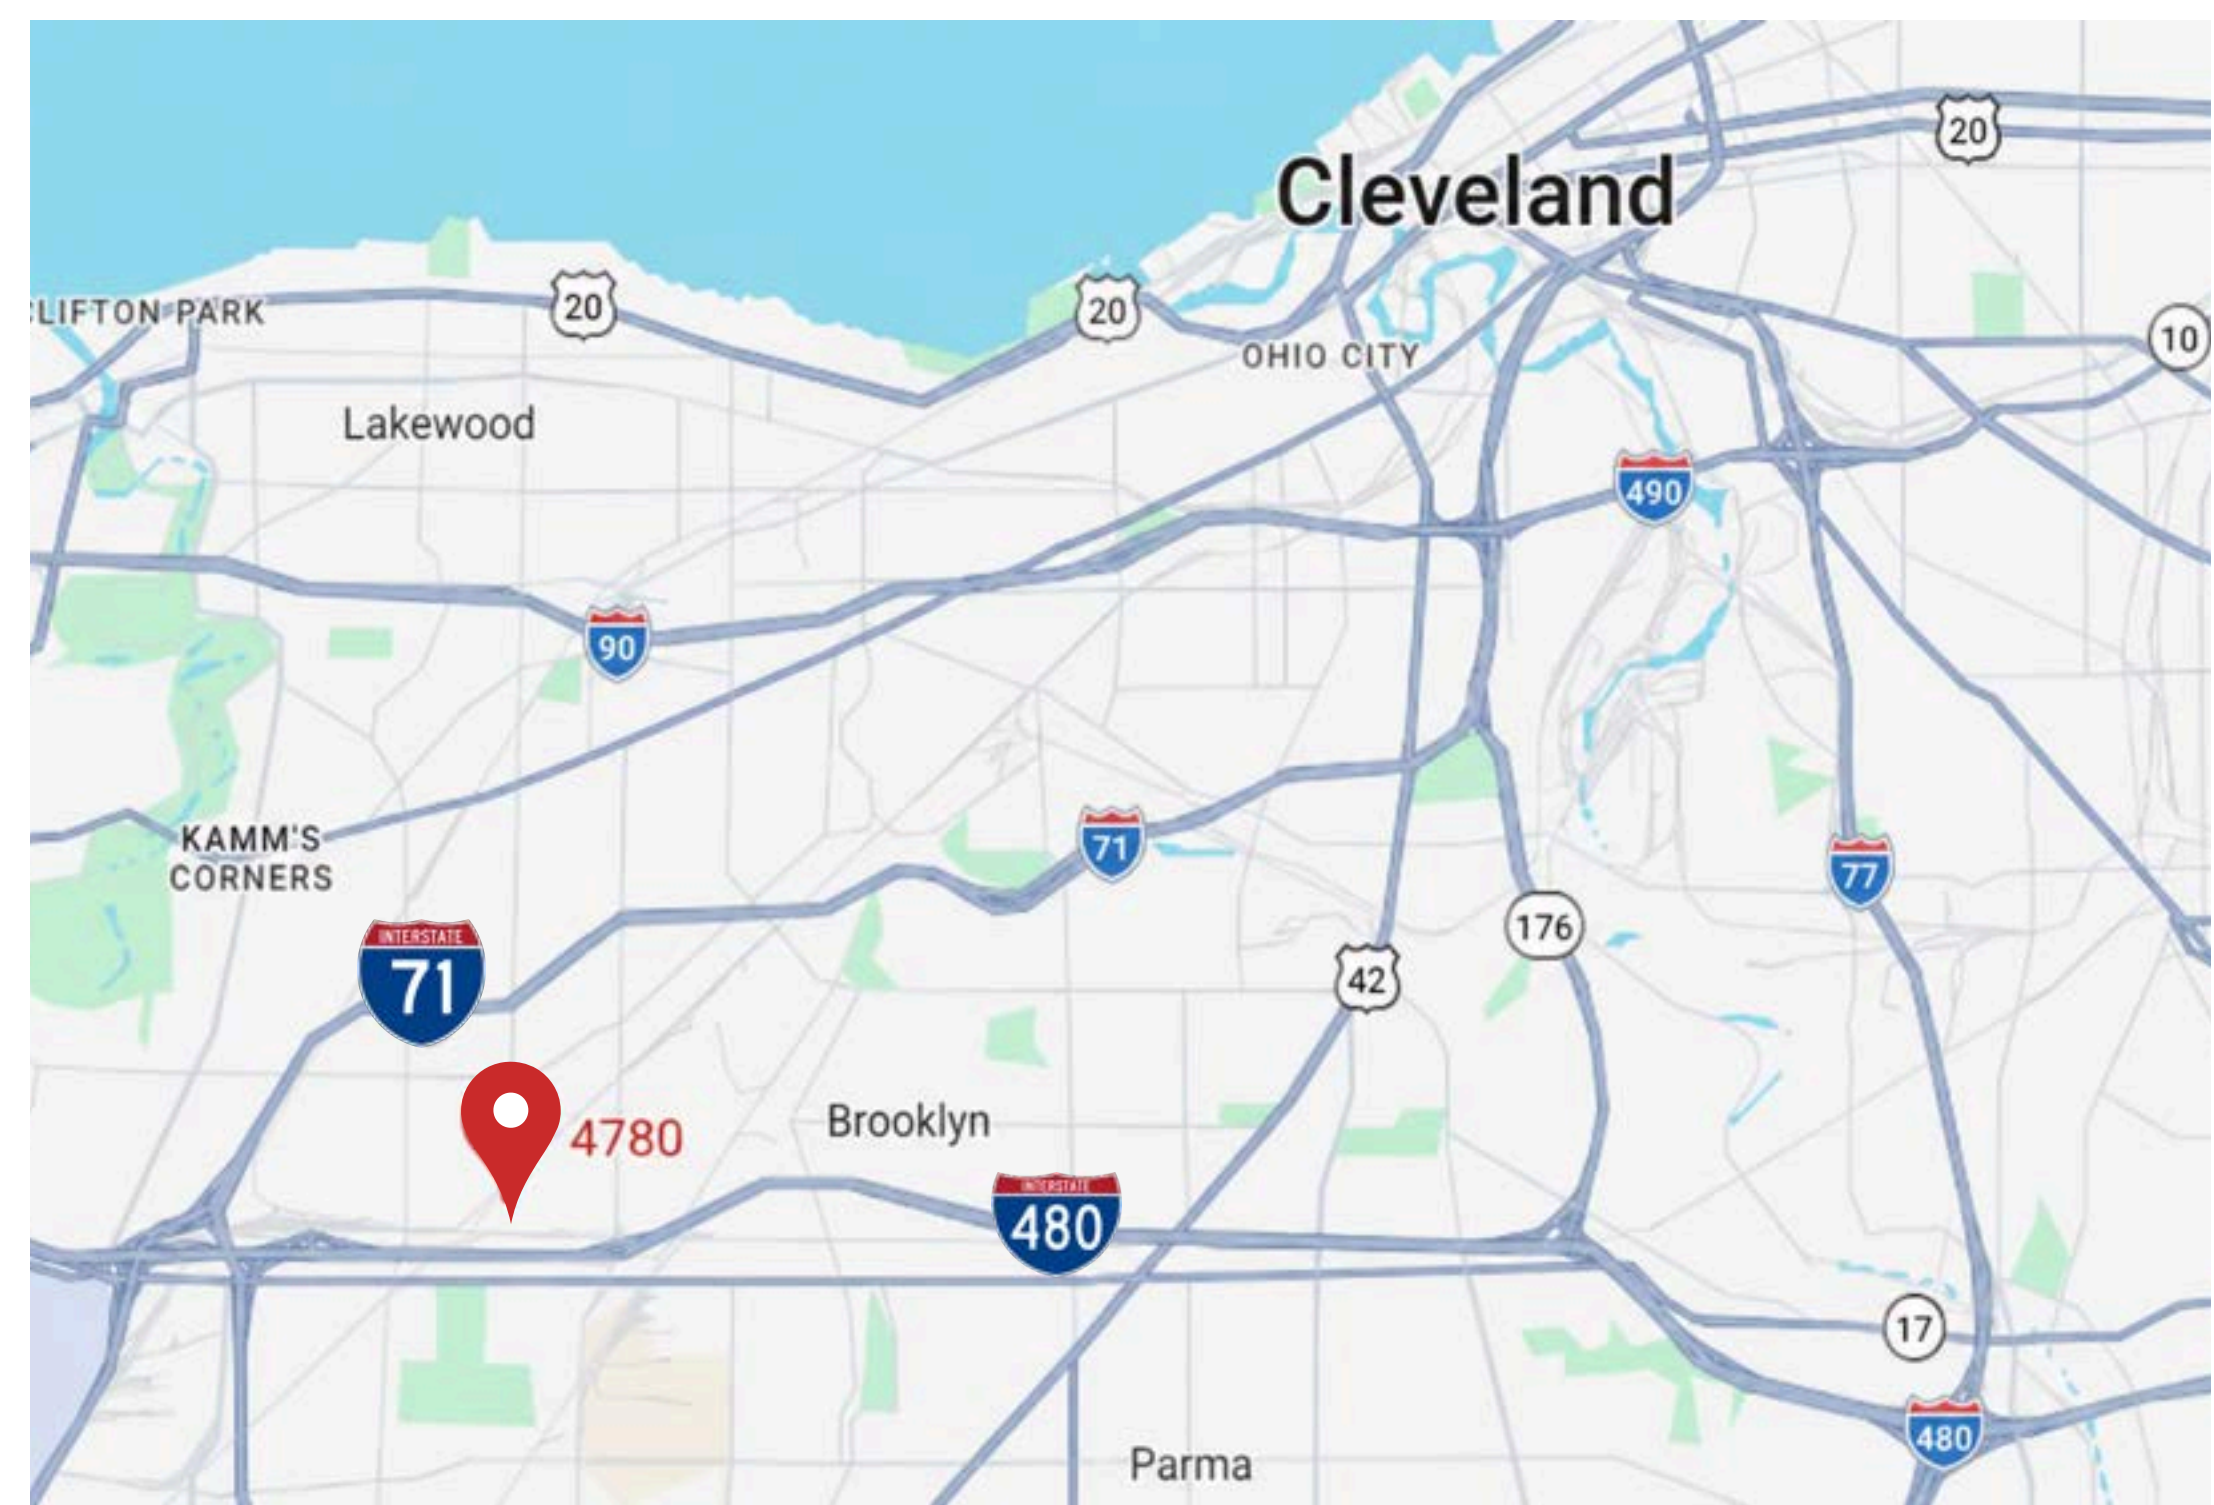 20
Cleveland
20
20
LIFTON PARK
10
OHIO CITY
Lakewood
490
90
71
KAMM'S
CORNERS
77
176
INTERSTATE
71
42
Brooklyn
4780
INTERSTATE
480
17
480
Parma